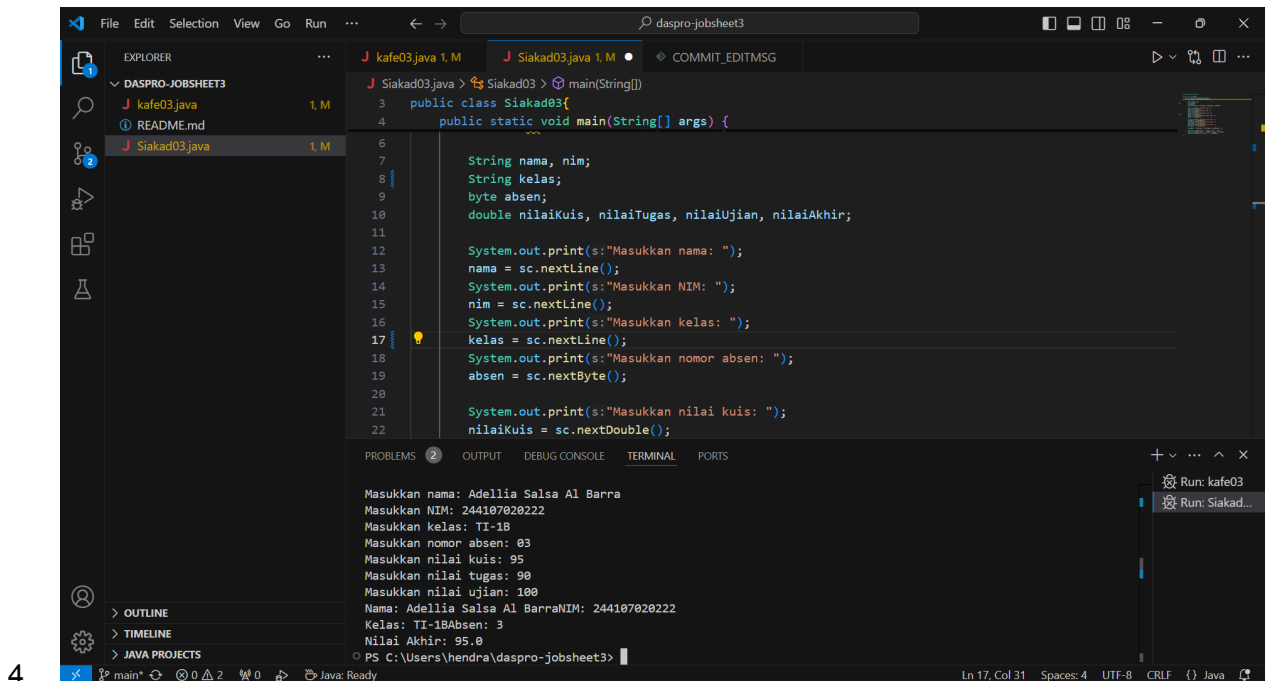 File Edit Selection View Go Run ··· ← → daspro-jobsheet3
EXPLORER ···
DASPRO-JOBSHEET3
J kafe03.java 1, M
README.md
J Siakad03.java 1, M
OUTLINE
TIMELINE
JAVA PROJECTS
J kafe03.java 1, M J Siakad03.java 1, M ● COMMIT_EDITMSG
J Siakad03.java > Siakad03 > main(String[])
3 public class Siakad03{
4 public static void main(String[] args) {
6
7 String nama, nim;
8 String kelas;
9 byte absen;
10 double nilaiKuis, nilaiTugas, nilaiUjian, nilaiAkhir;
11
12 System.out.print(s:"Masukkan nama: ");
13 nama = sc.nextLine();
14 System.out.print(s:"Masukkan NIM: ");
15 nim = sc.nextLine();
16 System.out.print(s:"Masukkan kelas: ");
17 kelas = sc.nextLine();
18 System.out.print(s:"Masukkan nomor absen: ");
19 absen = sc.nextByte();
20
21 System.out.print(s:"Masukkan nilai kuis: ");
22 nilaiKuis = sc.nextDouble();
PROBLEMS 2 OUTPUT DEBUG CONSOLE TERMINAL PORTS
Masukkan nama: Adellia Salsa Al Barra
Masukkan NIM: 244107020222
Masukkan kelas: TI-1B
Masukkan nomor absen: 03
Masukkan nilai kuis: 95
Masukkan nilai tugas: 90
Masukkan nilai ujian: 100
Nama: Adellia Salsa Al BarraNIM: 244107020222
Kelas: TI-1BAbsen: 3
Nilai Akhir: 95.0
PS C:\Users\hendra\daspro-jobsheet3>
Run: kafe03
Run: Siakad...
1
2
4
main* 0 2 0 Java: Ready Ln 17, Col 31 Spaces: 4 UTF-8 CRLF {} Java